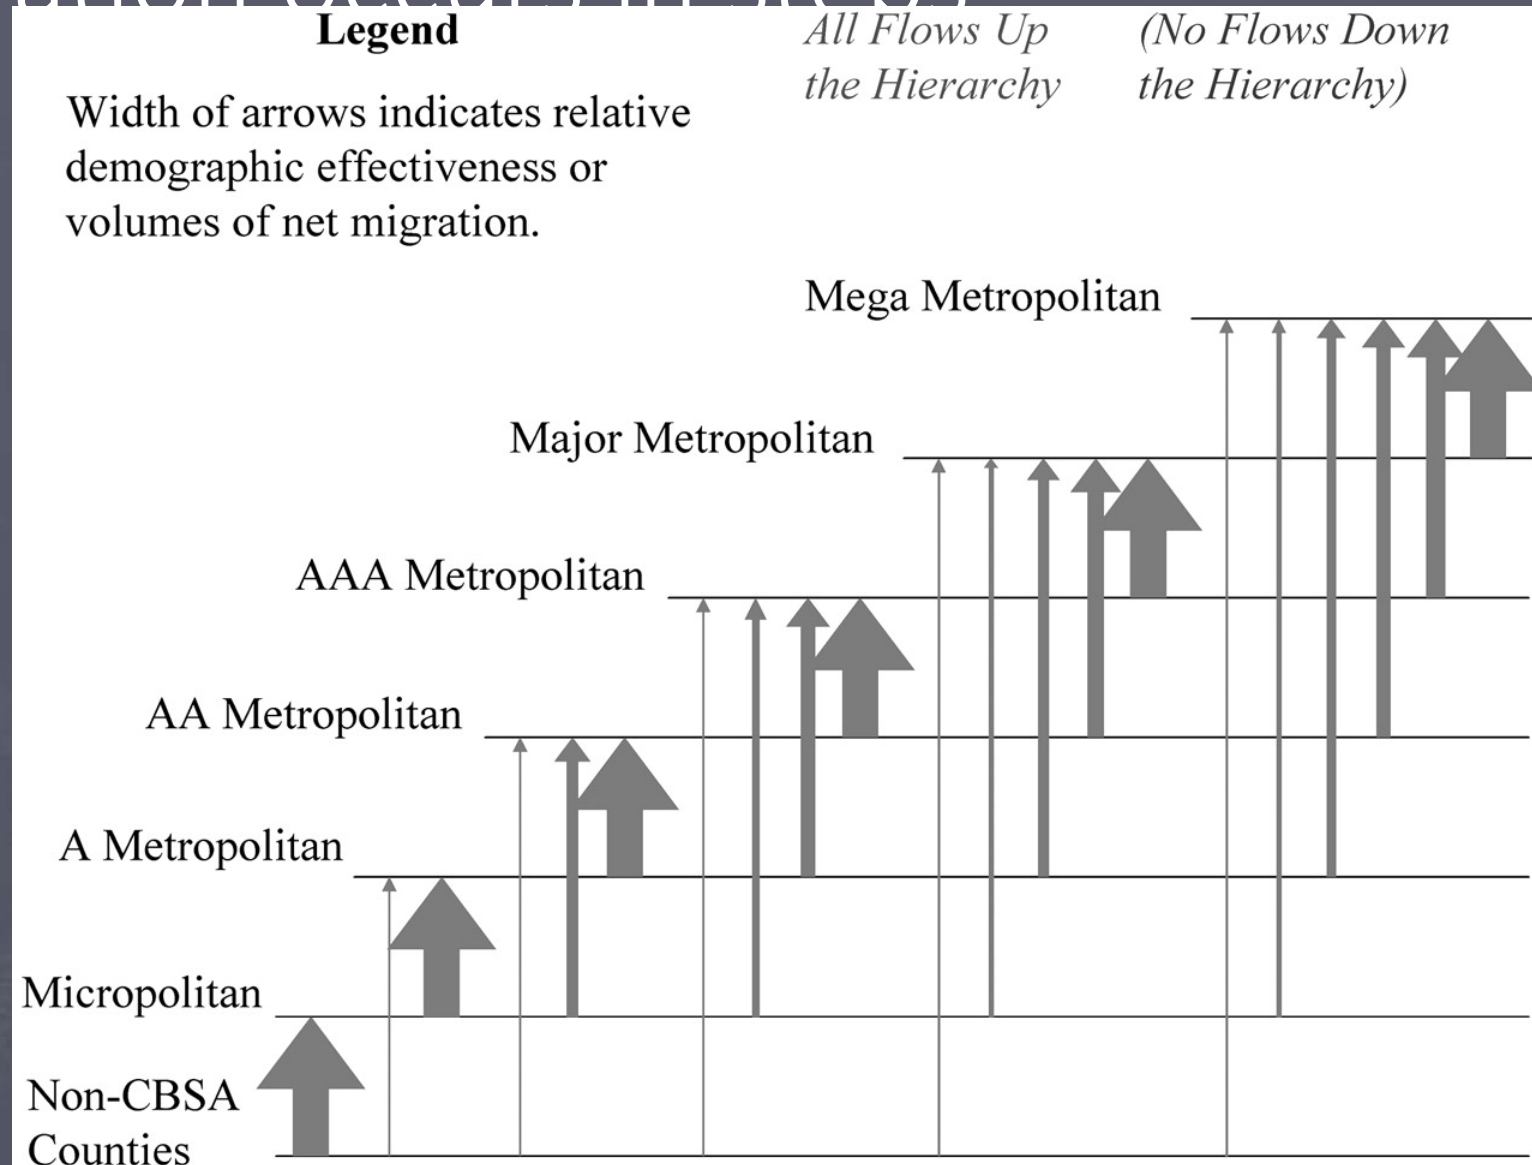 Legend
Width of arrows indicates relative
demographic effectiveness or
volumes of net migration.
All Flows Up
the Hierarchy
(No Flows Down
the Hierarchy)
Mega Metropolitan
Major Metropolitan
AAA Metropolitan
AA Metropolitan
A Metropolitan
Micropolitan
Non-CBSA
Counties